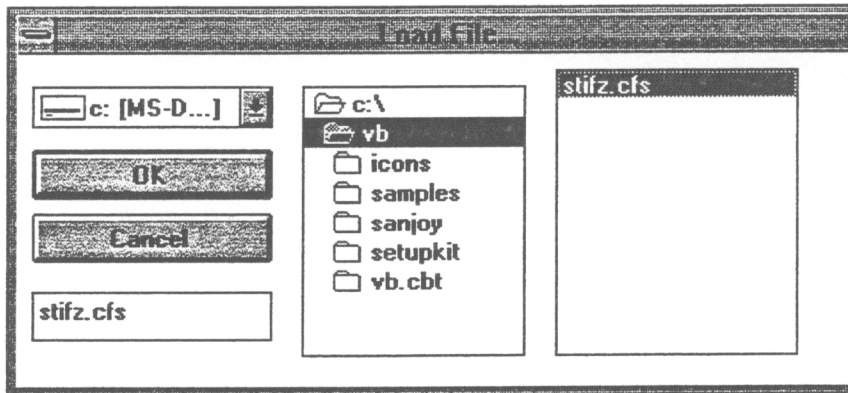 Load File
c: [MS-D...]
OK
Cancel
stifz.cfs
c:\
vb
icons
samples
sanjoy
setupkit
vb.cbt
stifz.cfs